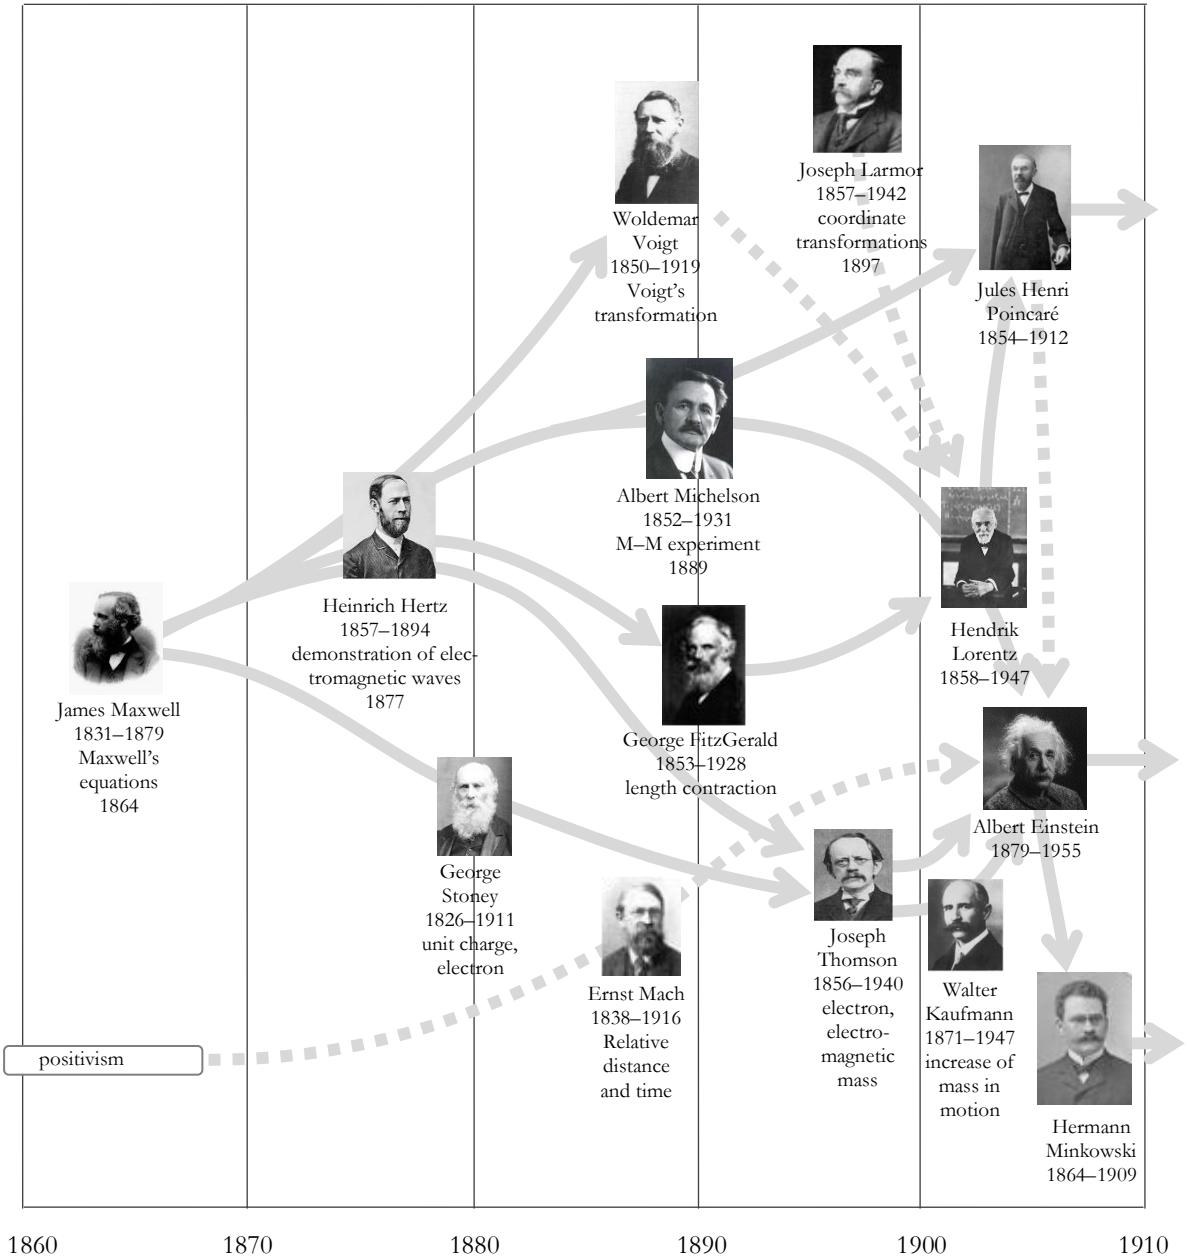 Woldemar
Voigt
1850–1919
Voigt's
transformation
Joseph Larmor
1857–1942
coordinate
transformations
1897
Jules Henri
Poincaré
1854–1912
Albert Michelson
1852–1931
M–M experiment
1889
Heinrich Hertz
1857–1894
demonstration of elec-
tromagnetic waves
1877
Hendrik
Lorentz
1858–1947
James Maxwell
1831–1879
Maxwell's
equations
1864
George FitzGerald
1853–1928
length contraction
Albert Einstein
1879–1955
George
Stoney
1826–1911
unit charge,
electron
Ernst Mach
1838–1916
Relative
distance
and time
Joseph
Thomson
1856–1940
electron,
electro-
magnetic
mass
Walter
Kaufmann
1871–1947
increase of
mass in
motion
positivism
Hermann
Minkowski
1864–1909
1860 1870 1880 1890 1900 1910